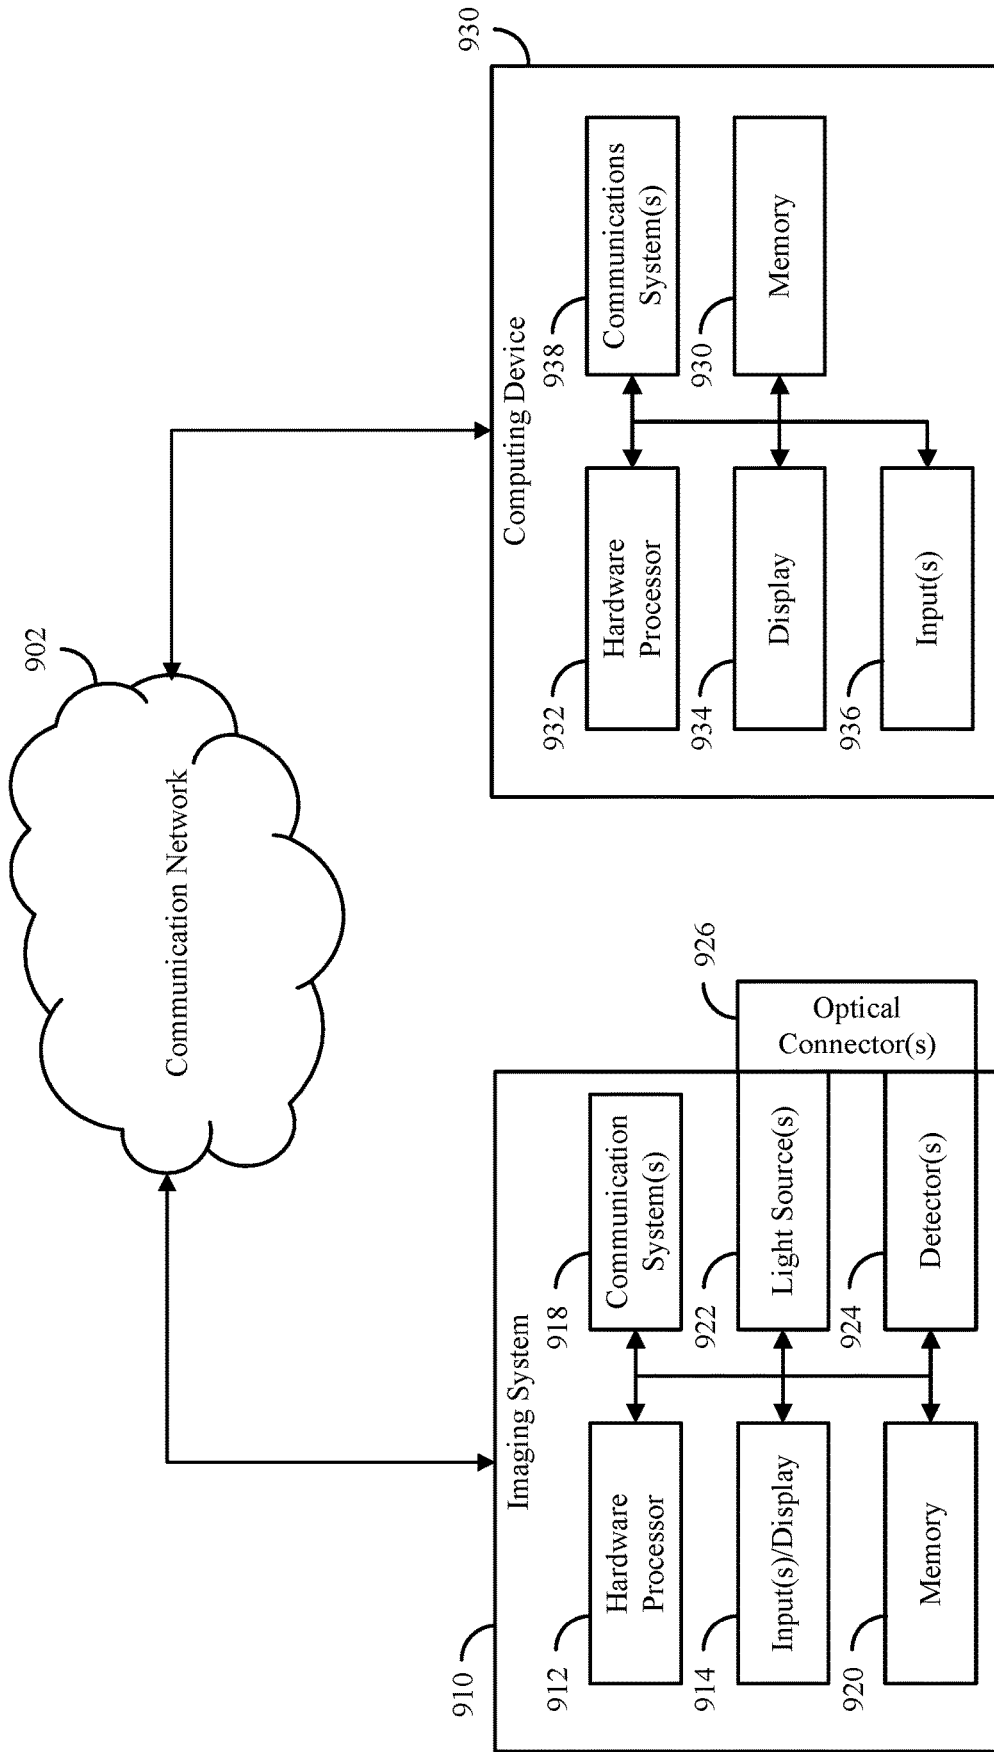 902
Communication Network
910
Imaging System
912
Hardware
Processor
918
Communication
System(s)
914
Input(s)/Display
922
Light Source(s)
920
Memory
924
Detector(s)
926
Optical
Connector(s)
930
Computing Device
932
Hardware
Processor
938
Communications
System(s)
934
Display
930
Memory
936
Input(s)